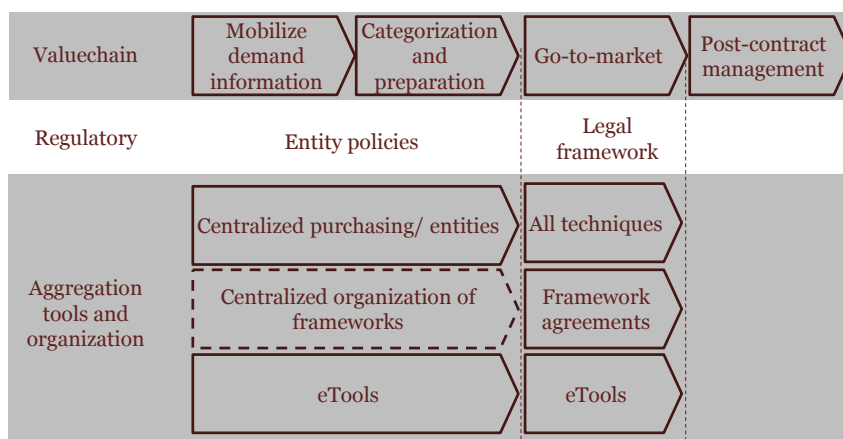 Valuechain
Mobilize
demand
information
Categorization
and
preparation
Go-to-market
Post-contract
management
Regulatory
Entity policies
Legal
framework
Aggregation
tools and
organization
Centralized purchasing/ entities
All techniques
Centralized organization of
frameworks
Framework
agreements
eTools
eTools